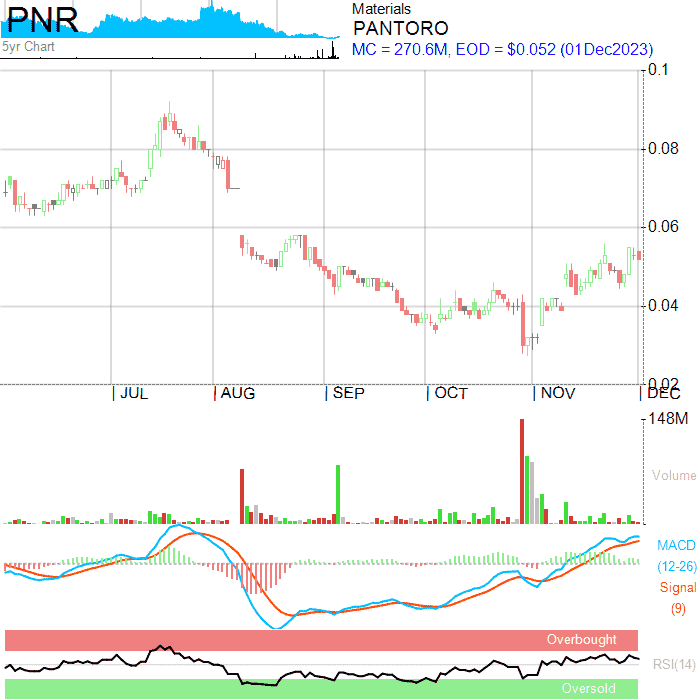 PNR
5yr Chart
Materials
PANTORO
MC = 270.6M, EOD = $0.052 (01Dec2023)
0.1
0.08
0.06
0.04
0.02
JUL AUG SEP OCT NOV DEC
148M
Volume
MACD
(12-26)
Signal
(9)
Overbought
RSI(14)
Oversold